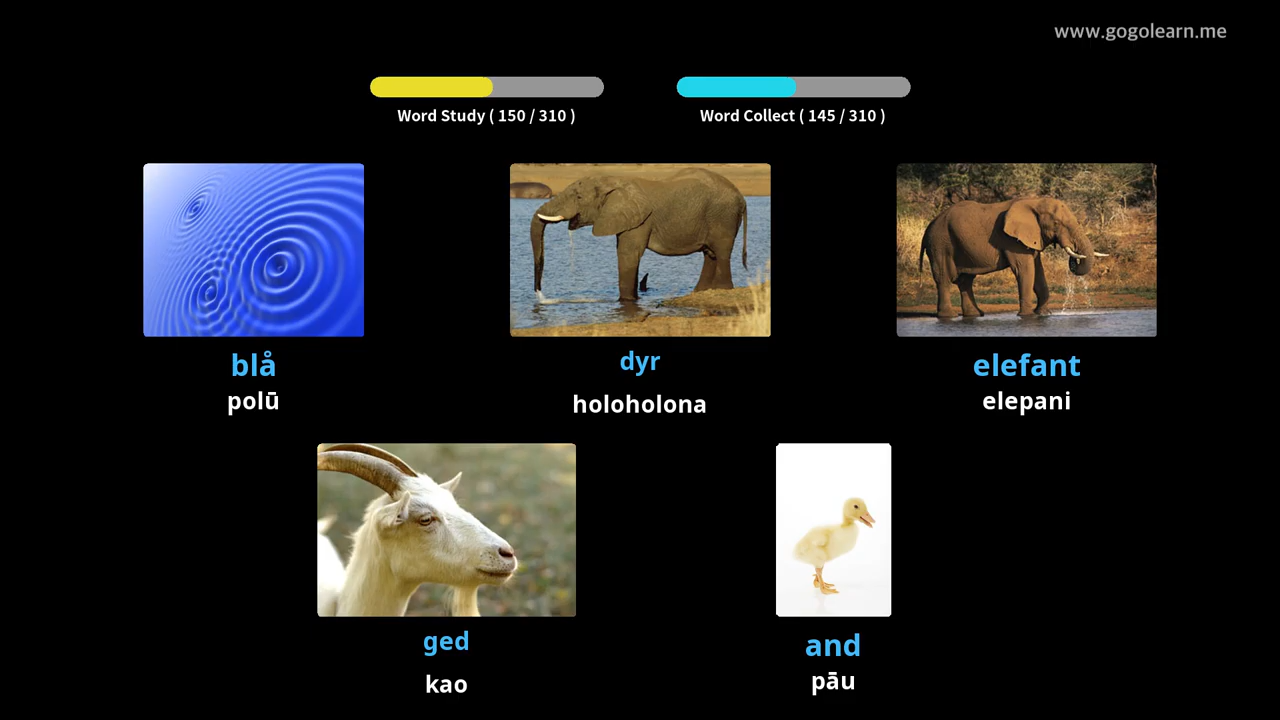 www.gogolearn.me
Word Study ( 150 / 310 )
Word Collect ( 145 / 310 )
blå
polū
dyr
holoholona
elefant
elepani
ged
kao
and
pāu